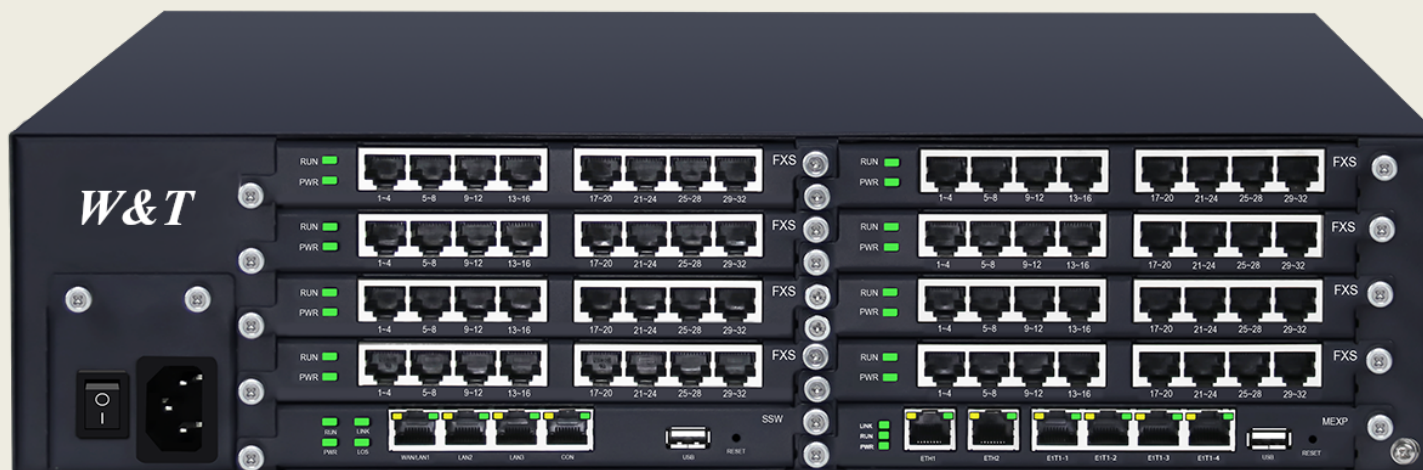 W&T
RUN
PWR
1~4 5~8 9~12 13~16 17~20 21~24 25~28 29~32
FXS
RUN
PWR
1~4 5~8 9~12 13~16 17~20 21~24 25~28 29~32
FXS
RUN
PWR
1~4 5~8 9~12 13~16 17~20 21~24 25~28 29~32
FXS
RUN
PWR
1~4 5~8 9~12 13~16 17~20 21~24 25~28 29~32
FXS
RUN
PWR
1~4 5~8 9~12 13~16 17~20 21~24 25~28 29~32
FXS
RUN
PWR
1~4 5~8 9~12 13~16 17~20 21~24 25~28 29~32
FXS
RUN
PWR
1~4 5~8 9~12 13~16 17~20 21~24 25~28 29~32
FXS
RUN
PWR
1~4 5~8 9~12 13~16 17~20 21~24 25~28 29~32
FXS
RUN LINK
PWR LOS
WAN/LAN1 LAN2 LAN3 CON USB RESET
SSW
LINK
RUN
PWR
ETH1 ETH2 E1T1-1 E1T1-2 E1T1-3 E1T1-4 USB RESET
MEXP